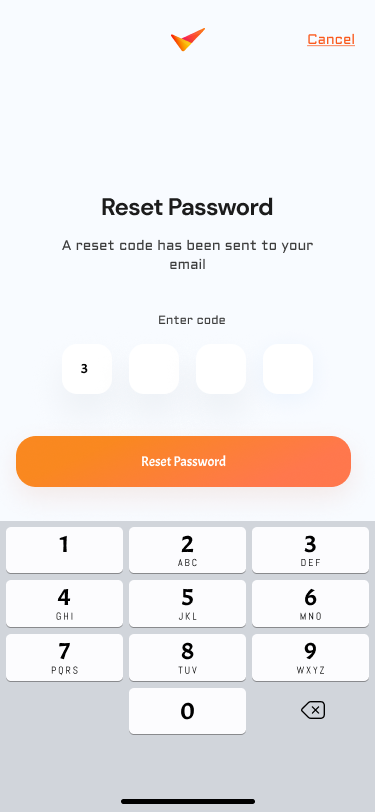 Cancel
Reset Password
A reset code has been sent to your
email
Enter code
3
Reset Password
1
2
ABC
3
DEF
4
GHI
5
JKL
6
MNO
7
PQRS
8
TUV
9
WXYZ
0